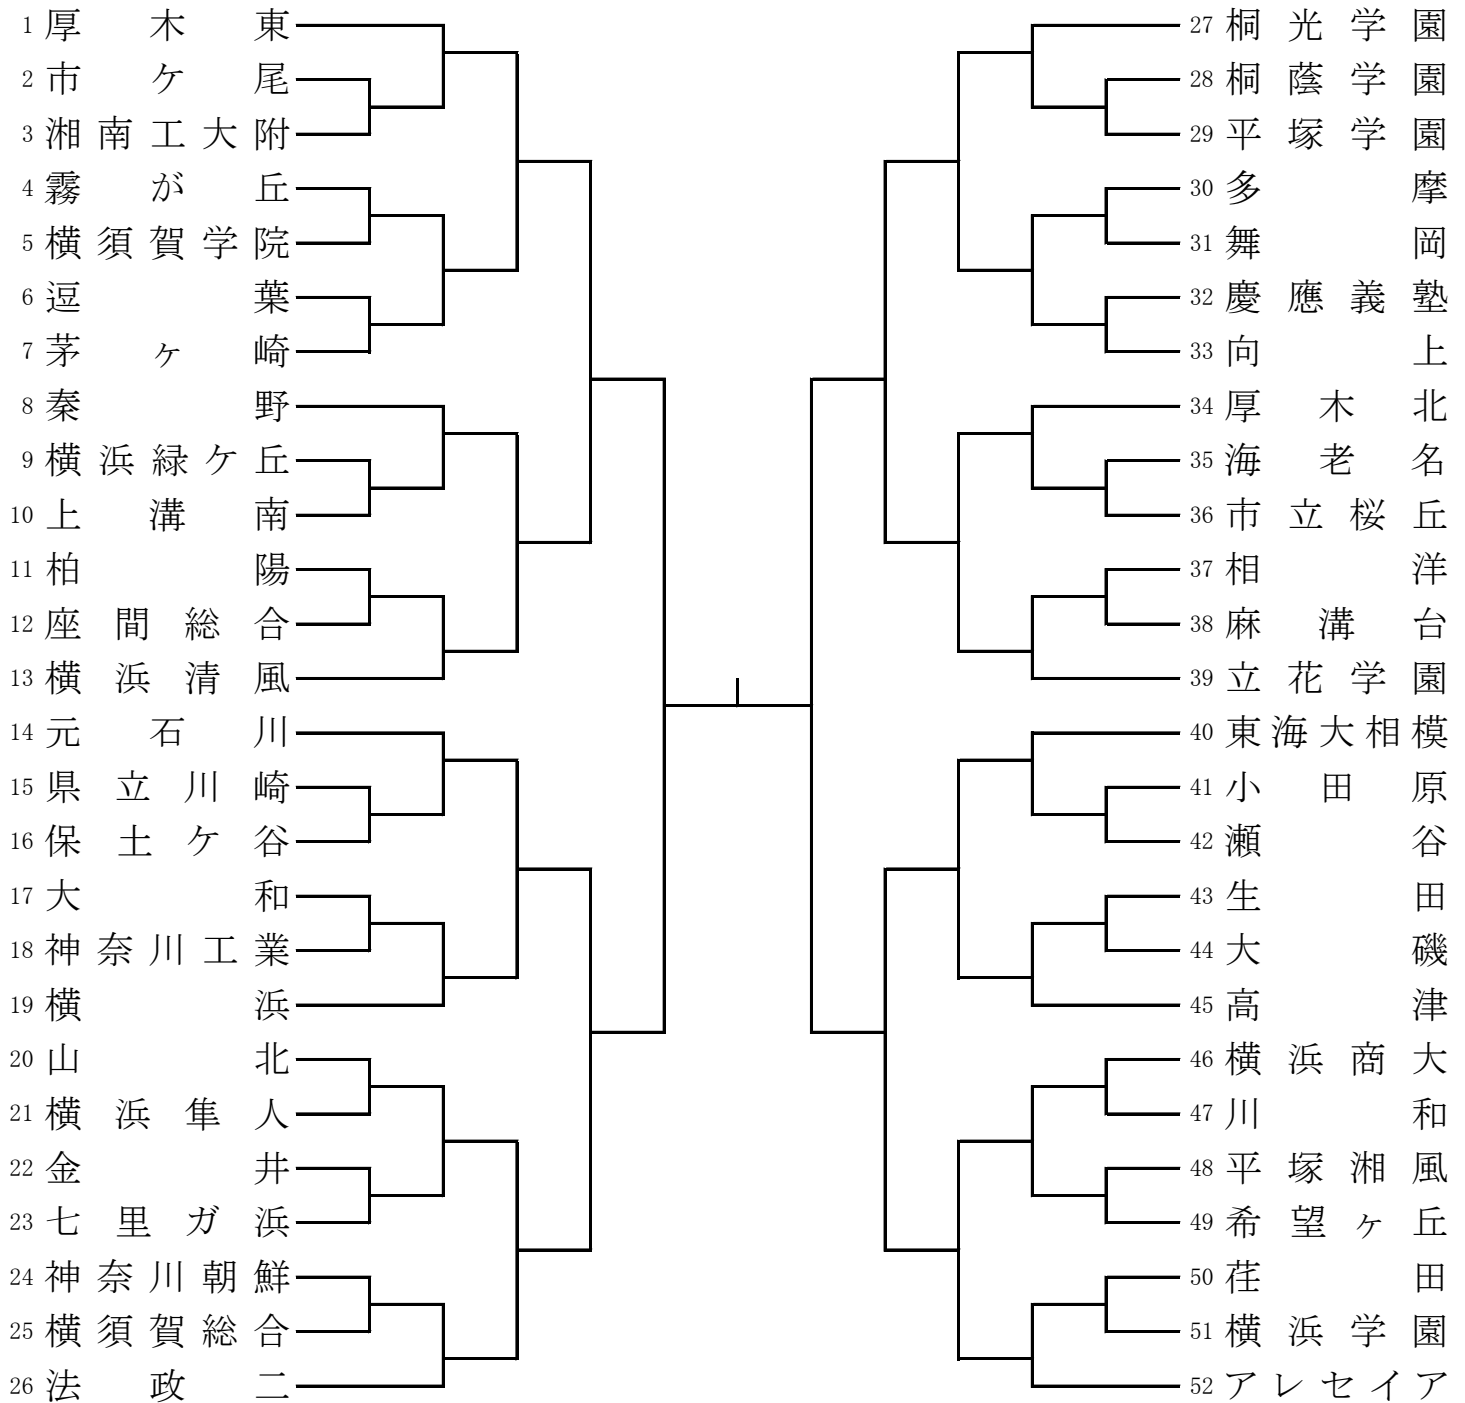 1 厚木東
2 市ケ尾
3 湘南工大附
4 霧が丘
5 横須賀学院
6 逗葉
7 茅ヶ崎
8 秦野
9 横浜緑ケ丘
10 上溝南
11 柏陽
12 座間総合
13 横浜清風
14 元石川
15 県立川崎
16 保土ケ谷
17 大和
18 神奈川工業
19 横浜
20 山北
21 横浜隼人
22 金井
23 七里ガ浜
24 神奈川朝鮮
25 横須賀総合
26 法政二
27 桐光学園
28 桐蔭学園
29 平塚学園
30 多摩
31 舞岡
32 慶應義塾
33 向上
34 厚木北
35 海老名
36 市立桜丘
37 相洋
38 麻溝台
39 立花学園
40 東海大相模
41 小田原
42 瀬谷
43 生田
44 大磯
45 高津
46 横浜商大
47 川和
48 平塚湘風
49 希望ヶ丘
50 荏田
51 横浜学園
52 アレセイア